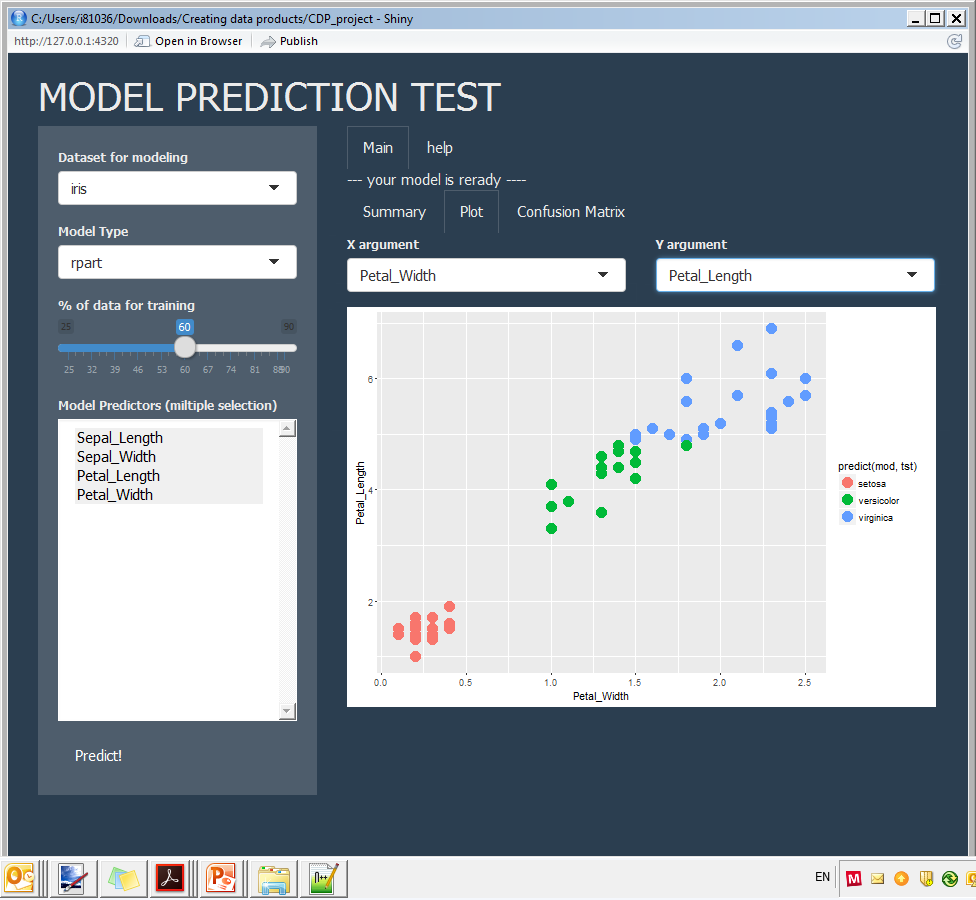 C:/Users/i81036/Downloads/Creating data products/CDP_project - Shiny
http://127.0.0.1:4320 Open in Browser Publish
MODEL PREDICTION TEST
Dataset for modeling
iris
Model Type
rpart
% of data for training
25 60 90
25 32 39 46 53 60 67 74 81 88 90
Model Predictors (miltiple selection)
Sepal_Length
Sepal_Width
Petal_Length
Petal_Width
Predict!
Main help
--- your model is reready ----
Summary Plot Confusion Matrix
X argument Y argument
Petal_Width Petal_Length
Petal_Length
6
4
2
0.0 0.5 1.0 1.5 2.0 2.5
Petal_Width
predict(mod, tst)
setosa
versicolor
virginica
EN